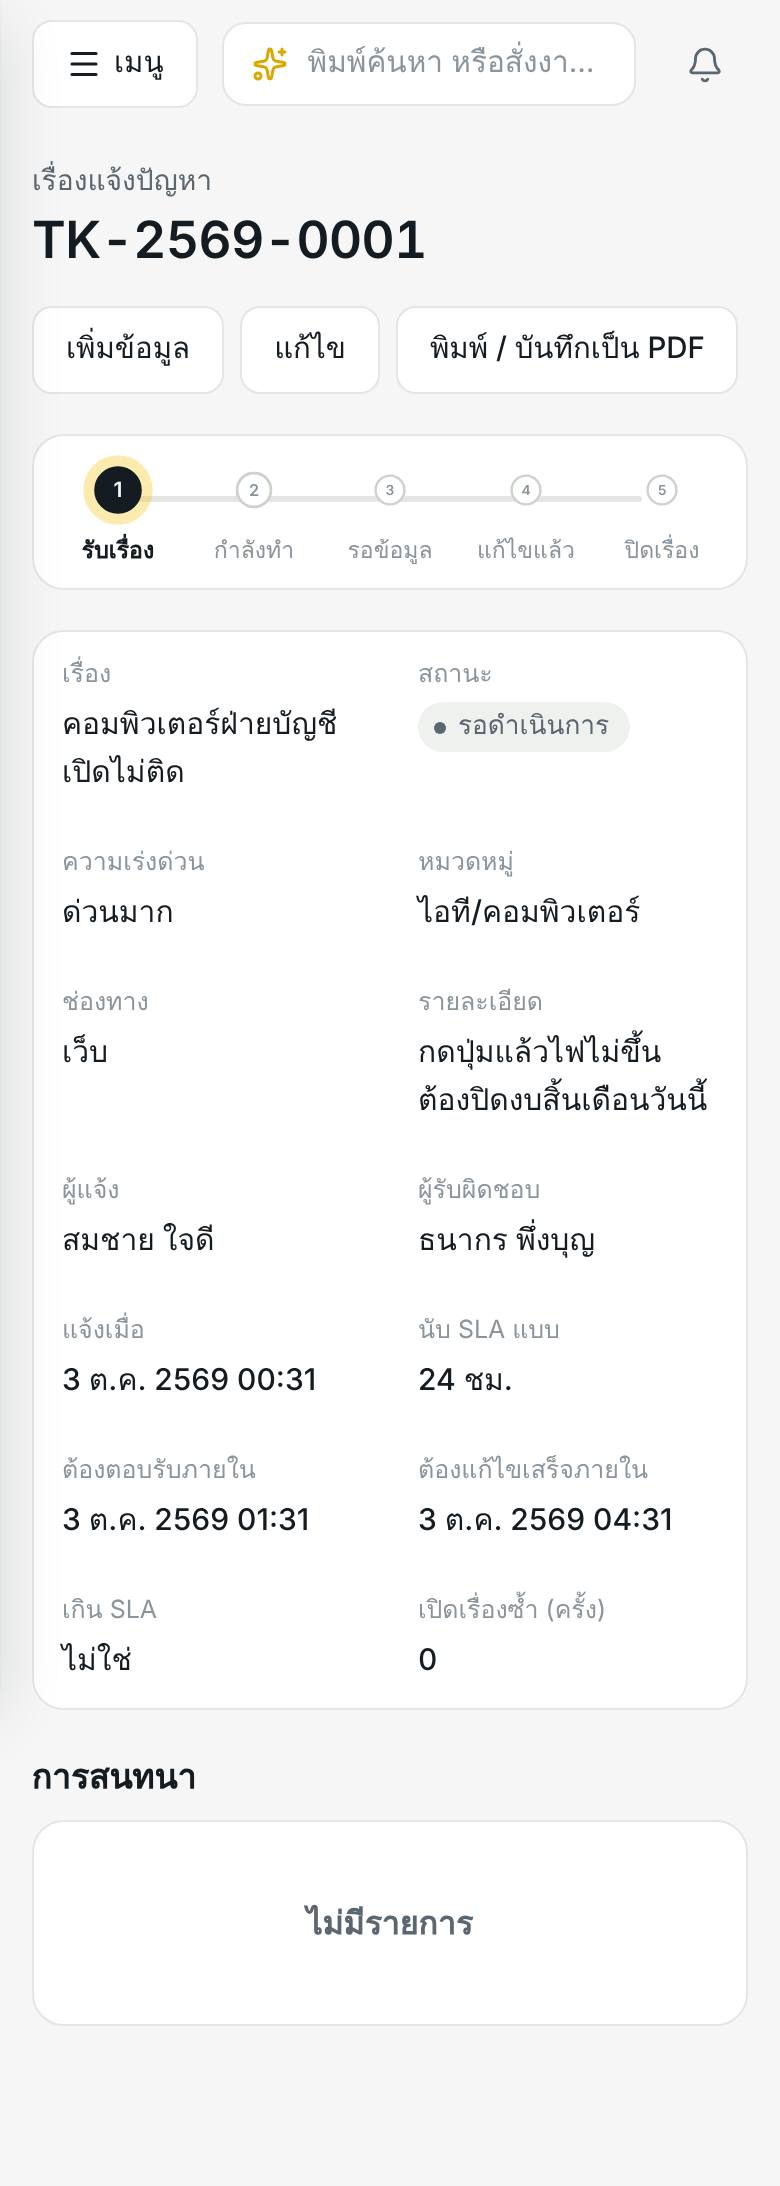 เมนู
พิมพ์ค้นหา หรือสั่งงา...
เรื่องแจ้งปัญหา
TK-2569-0001
เพิ่มข้อมูล
แก้ไข
พิมพ์ / บันทึกเป็น PDF
1
2
3
4
5
รับเรื่อง
กำลังทำ
รอข้อมูล
แก้ไขแล้ว
ปิดเรื่อง
เรื่อง
คอมพิวเตอร์ฝ่ายบัญชี
เปิดไม่ติด
สถานะ
รอดำเนินการ
ความเร่งด่วน
ด่วนมาก
หมวดหมู่
ไอที/คอมพิวเตอร์
ช่องทาง
เว็บ
รายละเอียด
กดปุ่มแล้วไฟไม่ขึ้น
ต้องปิดงบสิ้นเดือนวันนี้
ผู้แจ้ง
สมชาย ใจดี
ผู้รับผิดชอบ
ธนากร พึ่งบุญ
แจ้งเมื่อ
3 ต.ค. 2569 00:31
นับ SLA แบบ
24 ชม.
ต้องตอบรับภายใน
3 ต.ค. 2569 01:31
ต้องแก้ไขเสร็จภายใน
3 ต.ค. 2569 04:31
เกิน SLA
ไม่ใช่
เปิดเรื่องซ้ำ (ครั้ง)
0
การสนทนา
ไม่มีรายการ